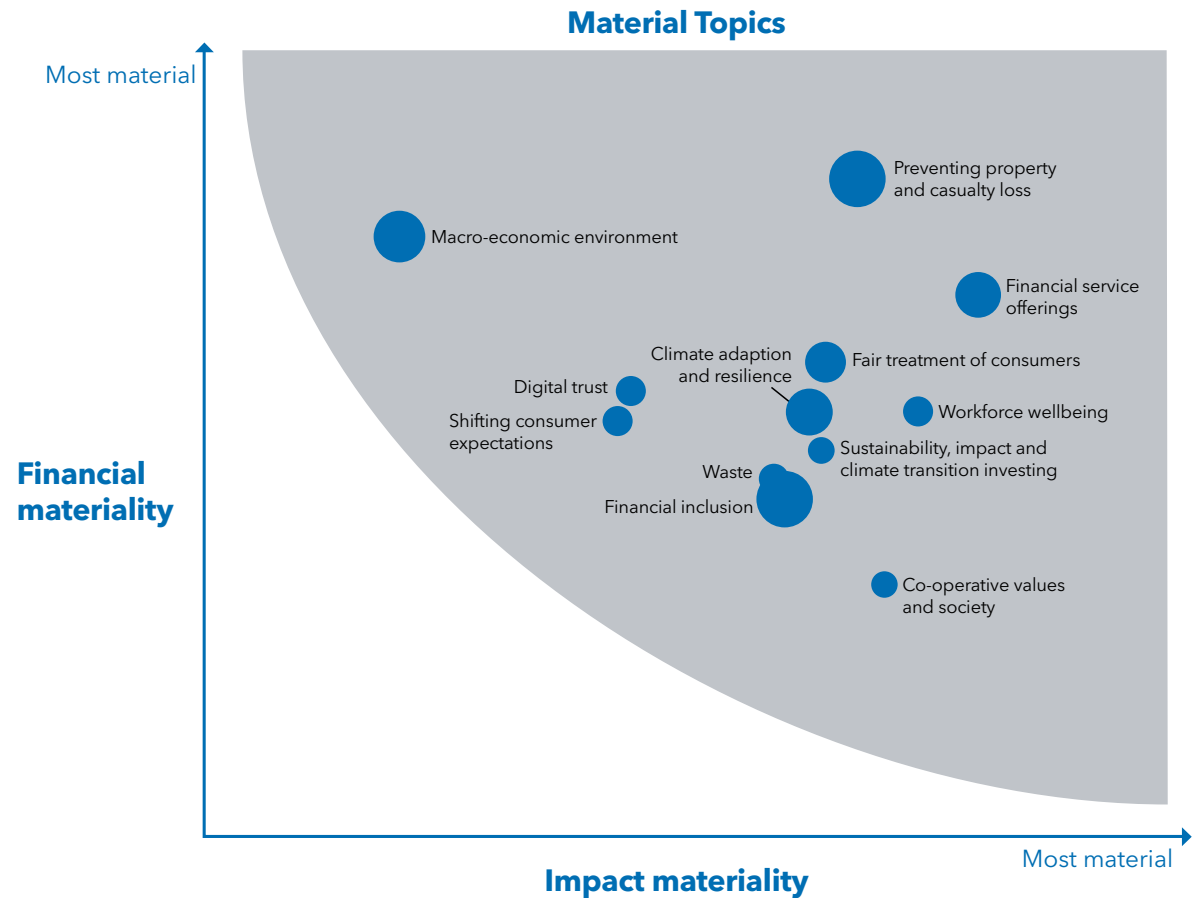 Material Topics
Most material
Preventing property
and casualty loss
Macro-economic environment
Financial service
offerings
Climate adaption
and resilience
Fair treatment of consumers
Digital trust
Shifting consumer
expectations
Workforce wellbeing
Sustainability, impact and
climate transition investing
Waste
Financial inclusion
Financial
materiality
Co-operative values
and society
Most material
Impact materiality